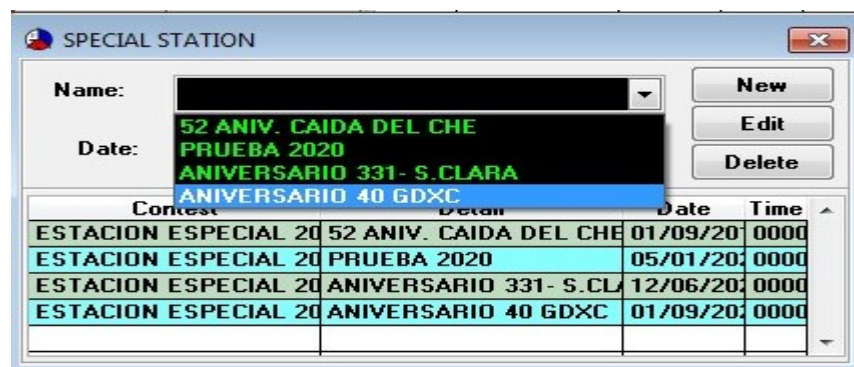 SPECIAL STATION
Name:
New
52 ANIV. CAIDA DEL CHE
Edit
Date:
PRUEBA 2020
ANIVERSARIO 331- S.CLARA
Delete
ANIVERSARIO 40 GDXC
Contest Detail Date Time
ESTACION ESPECIAL 20 52 ANIV. CAIDA DEL CHE 01/09/20 0000
ESTACION ESPECIAL 20 PRUEBA 2020 05/01/20 0000
ESTACION ESPECIAL 20 ANIVERSARIO 331- S.CL 12/06/20 0000
ESTACION ESPECIAL 20 ANIVERSARIO 40 GDXC 01/09/20 0000